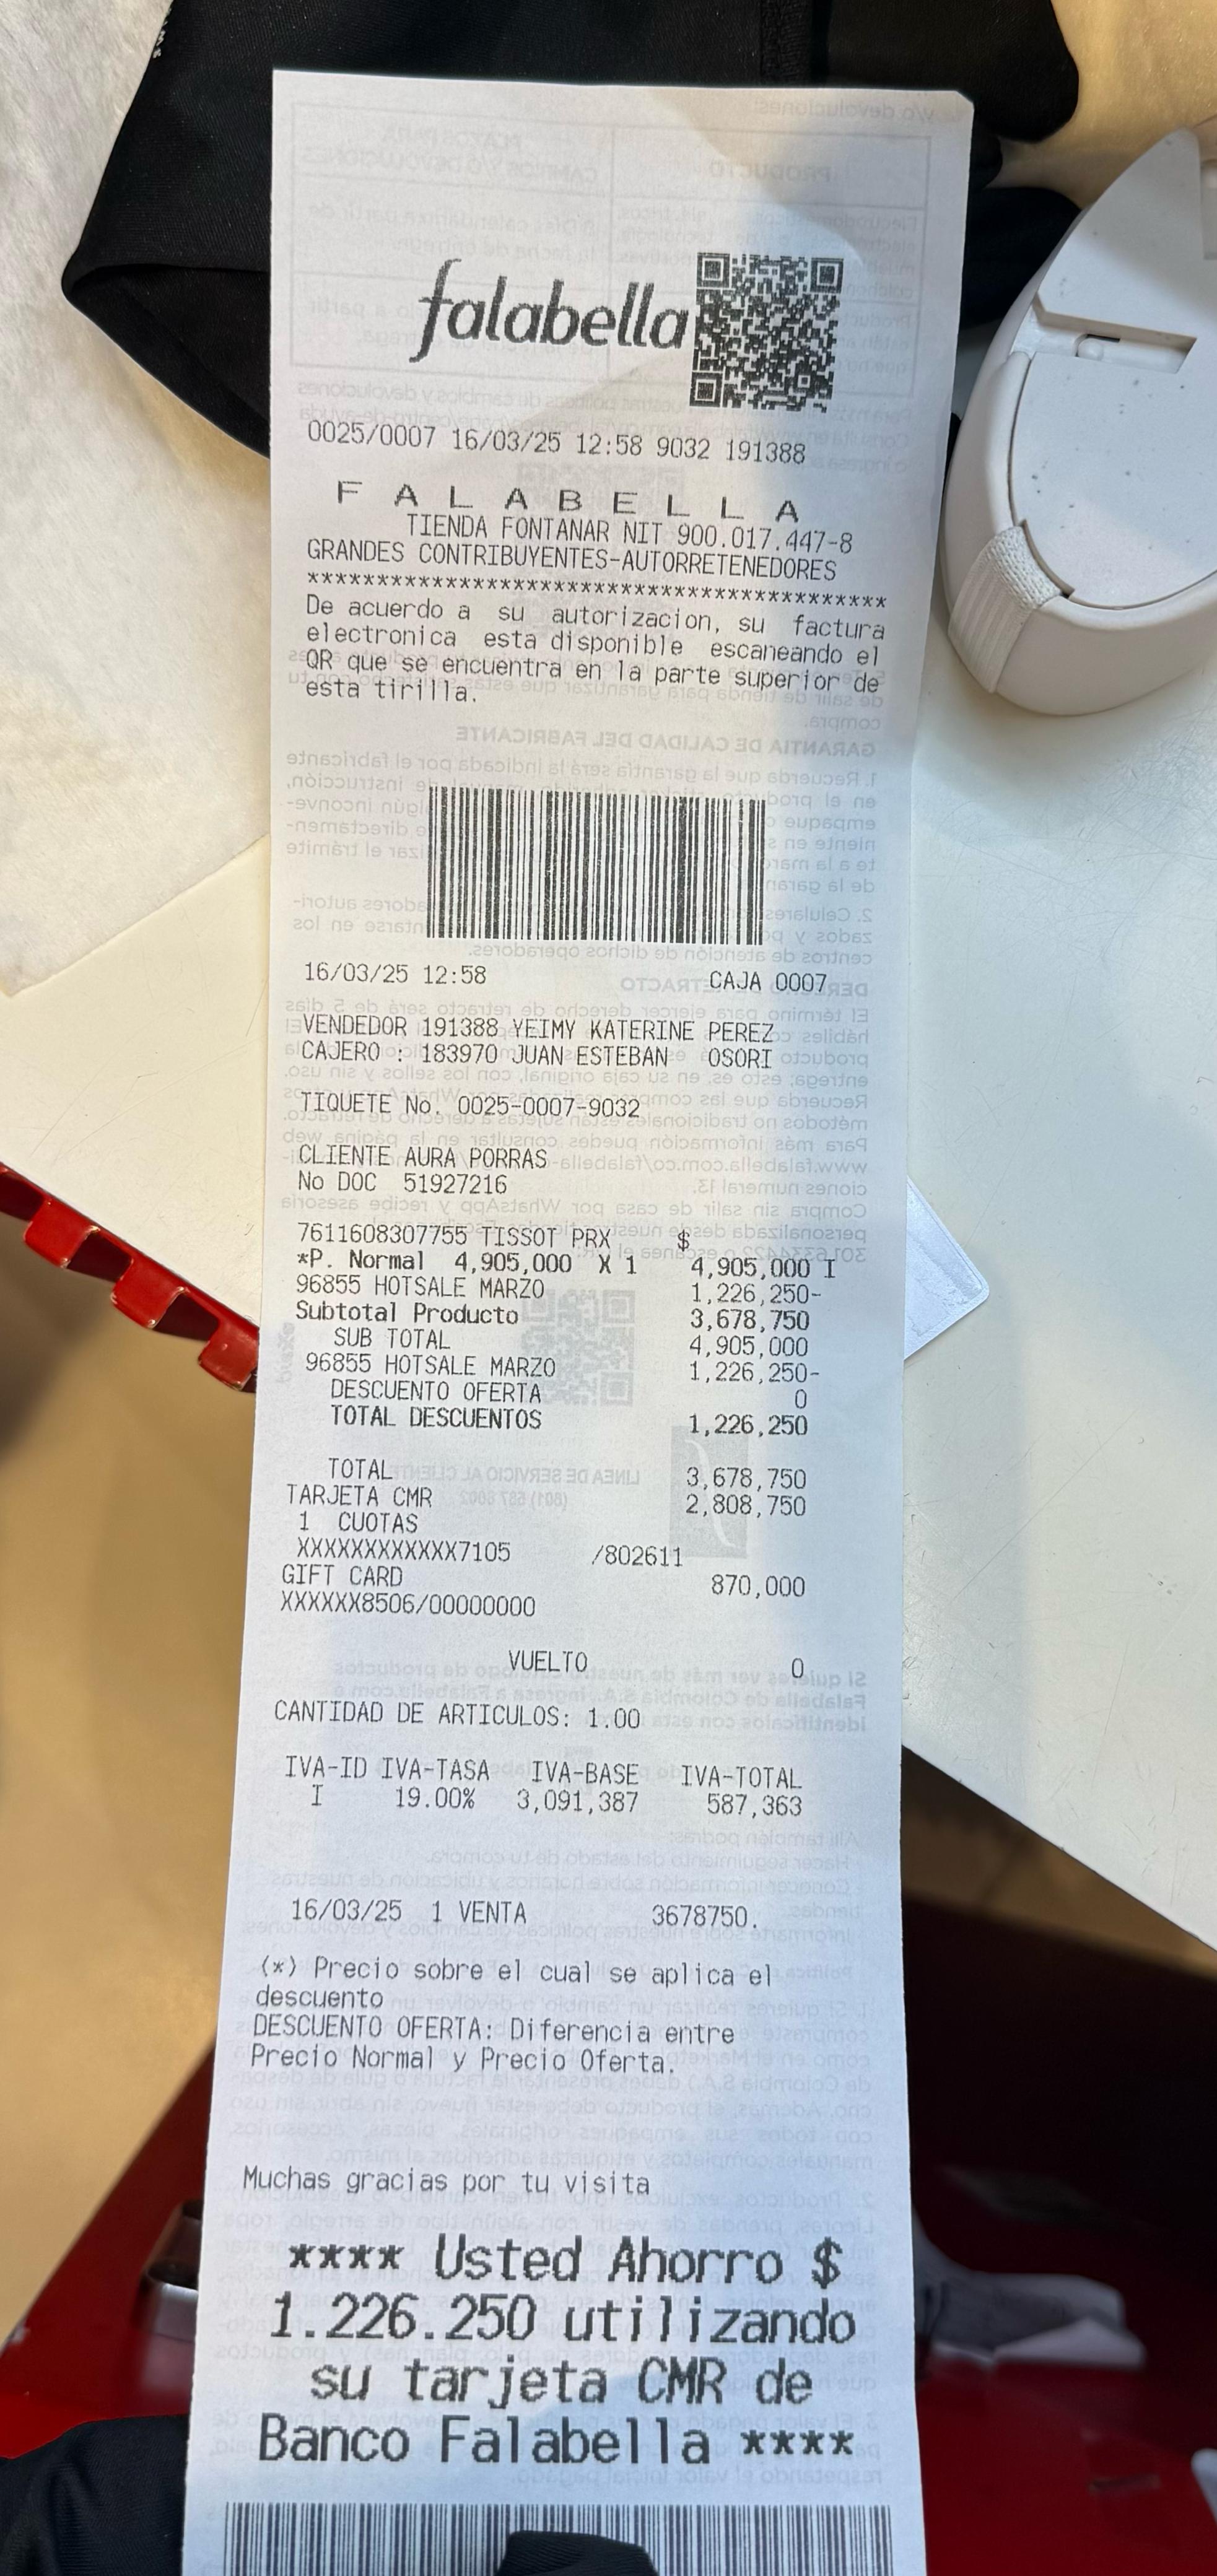 falabella
0025/0007 16/03/25 12:58 9032 191388
F A L A B E L L A
TIENDA FONTANAR NIT 900.017.447-8
GRANDES CONTRIBUYENTES-AUTORRETENEDORES
******************************************
De acuerdo a su autorizacion, su factura
electronica esta disponible escaneando el
QR que se encuentra en la parte superior de
esta tirilla.
16/03/25 12:58 CAJA 0007
VENDEDOR 191388 YEIMY KATERINE PEREZ
CAJERO : 183970 JUAN ESTEBAN OSORI
TIQUETE No. 0025-0007-9032
CLIENTE AURA PORRAS
No DOC 51927216
7611608307755 TISSOT PRX $
*P. Normal 4,905,000 X 1 4,905,000 I
96855 HOTSALE MARZO 1,226,250-
Subtotal Producto 3,678,750
SUB TOTAL 4,905,000
96855 HOTSALE MARZO 1,226,250-
DESCUENTO OFERTA 0
TOTAL DESCUENTOS 1,226,250
TOTAL 3,678,750
TARJETA CMR 2,808,750
1 CUOTAS
XXXXXXXXXXXX7105 /802611
GIFT CARD 870,000
XXXXXX8506/00000000
VUELTO 0
CANTIDAD DE ARTICULOS: 1.00
IVA-ID IVA-TASA IVA-BASE IVA-TOTAL
I 19.00% 3,091,387 587,363
16/03/25 1 VENTA 3678750.
(*) Precio sobre el cual se aplica el
descuento
DESCUENTO OFERTA: Diferencia entre
Precio Normal y Precio Oferta.
Muchas gracias por tu visita
**** Usted Ahorro $
1.226.250 utilizando
su tarjeta CMR de
Banco Falabella ****